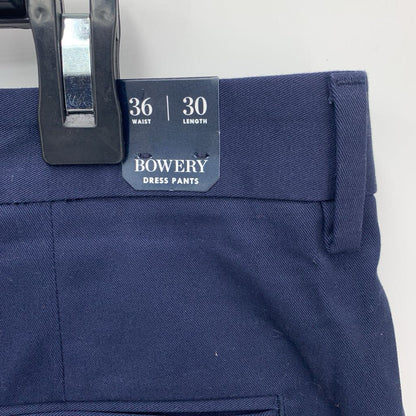 36 | 30
WAIST LENGTH
BOWERY
DRESS PANTS